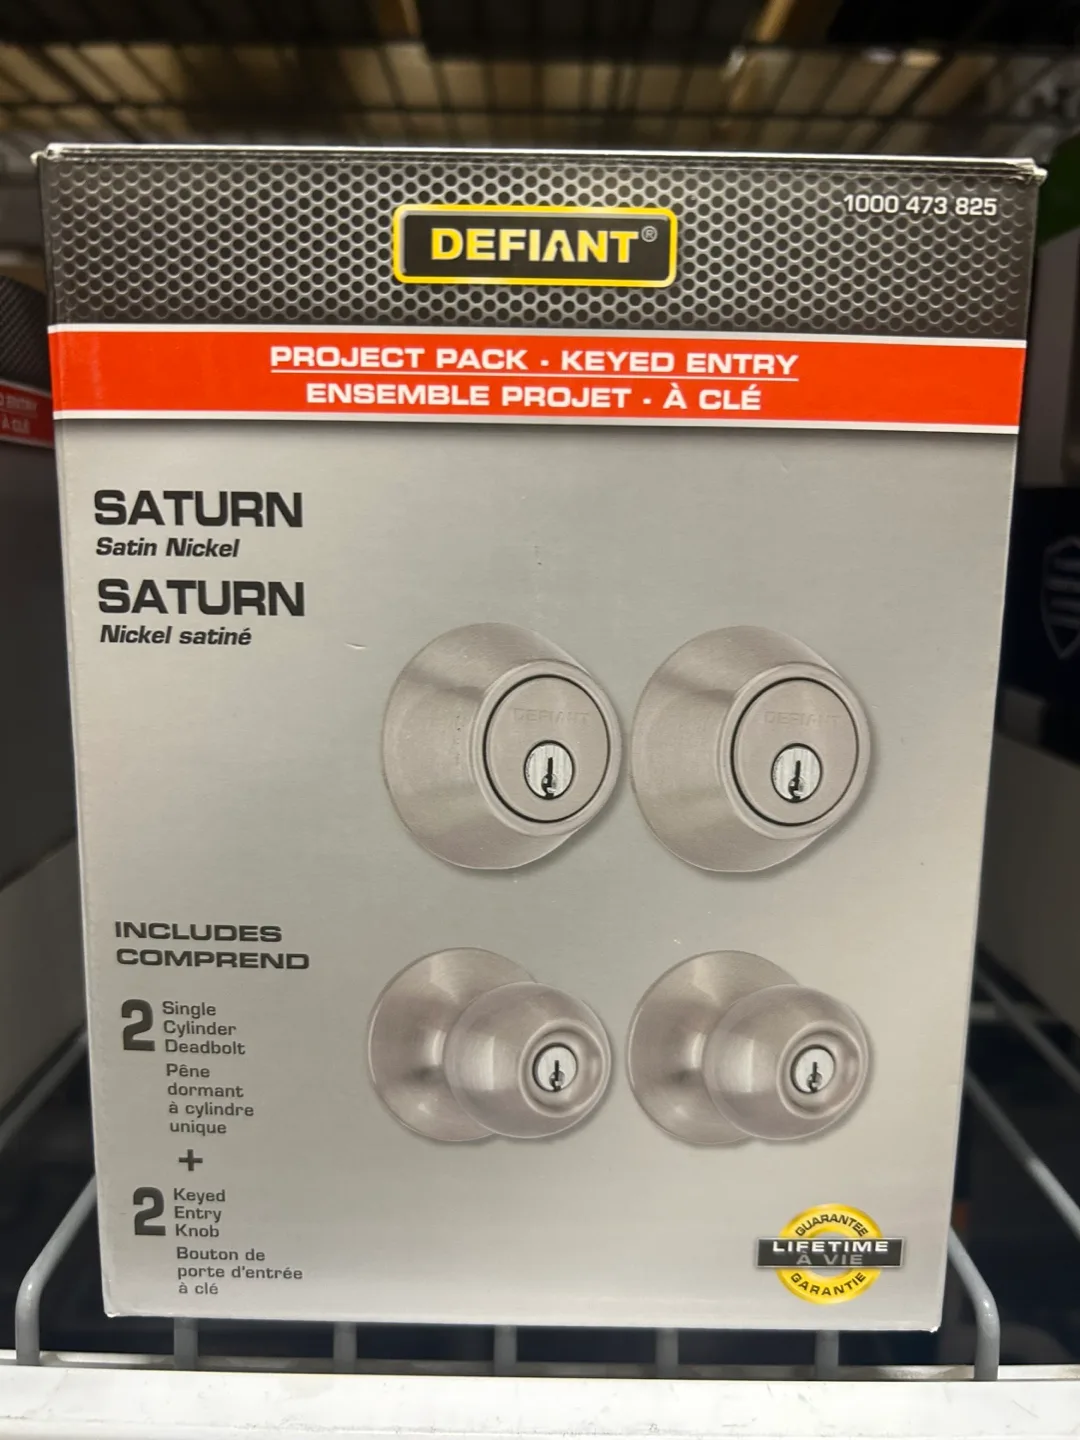 DEFIANT®
1000 473 825
PROJECT PACK · KEYED ENTRY
ENSEMBLE PROJET · À CLÉ
SATURN
Satin Nickel
SATURN
Nickel satiné
DEFIANT
DEFIANT
INCLUDES
COMPREND
2 Single
Cylinder
Deadbolt
Pêne
dormant
à cylindre
unique
+
2 Keyed
Entry
Knob
Bouton de
porte d'entrée
à clé
GUARANTEE
LIFETIME
À VIE
GARANTIE
À CLÉ